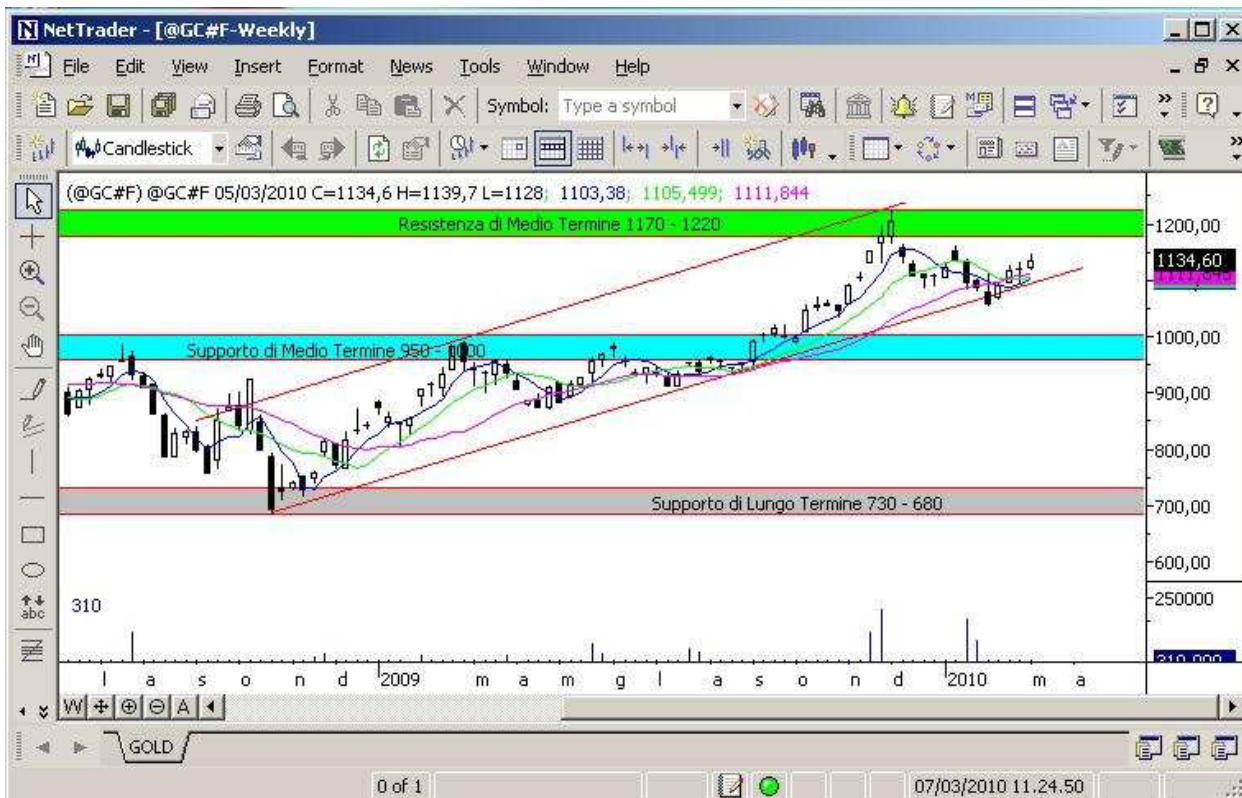 NetTrader - [@GC#F-Weekly]
File Edit View Insert Format News Tools Window Help
Symbol: Type a symbol
Candlestick
(@GC#F) @GC#F 05/03/2010 C=1134,6 H=1139,7 L=1128; 1103,38; 1105,499; 1111,844
Resistenza di Medio Termine 1170 - 1220
1200,00
1134,60
Supporto di Medio Termine 950 - 1000
1000,00
900,00
800,00
Supporto di Lungo Termine 730 - 680
700,00
600,00
abc
310
250000
l a s o n d 2009 m a m g l a s o n d 2010 m a
W A
GOLD
0 of 1
07/03/2010 11.24.50